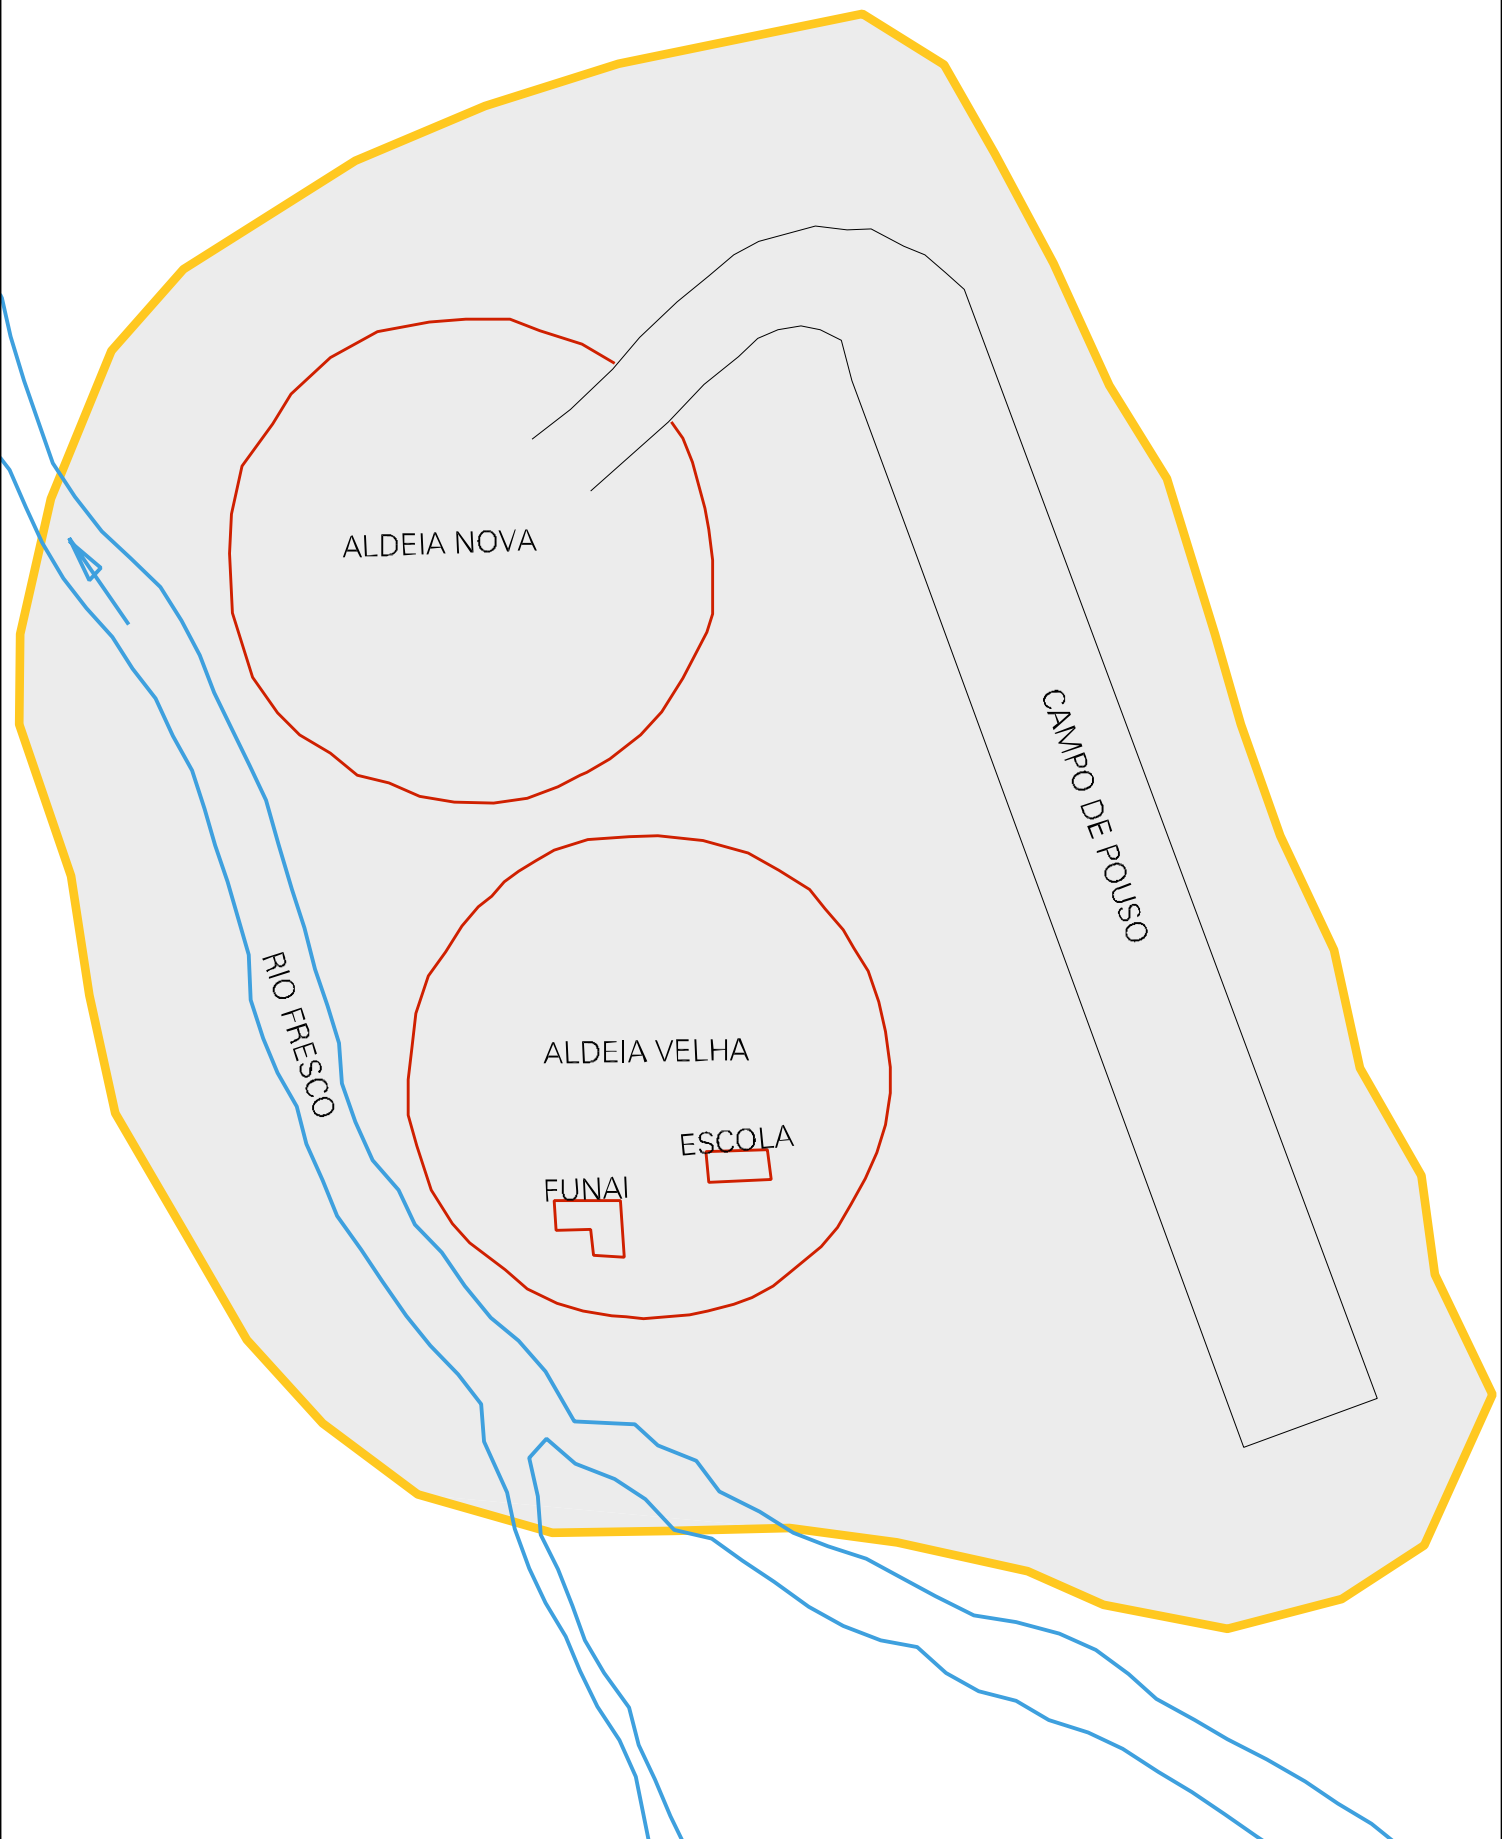 ALDEIA NOVA
CAMPO DE POUSO
RIO FRESCO
ALDEIA VELHA
ESCOLA
FUNAI